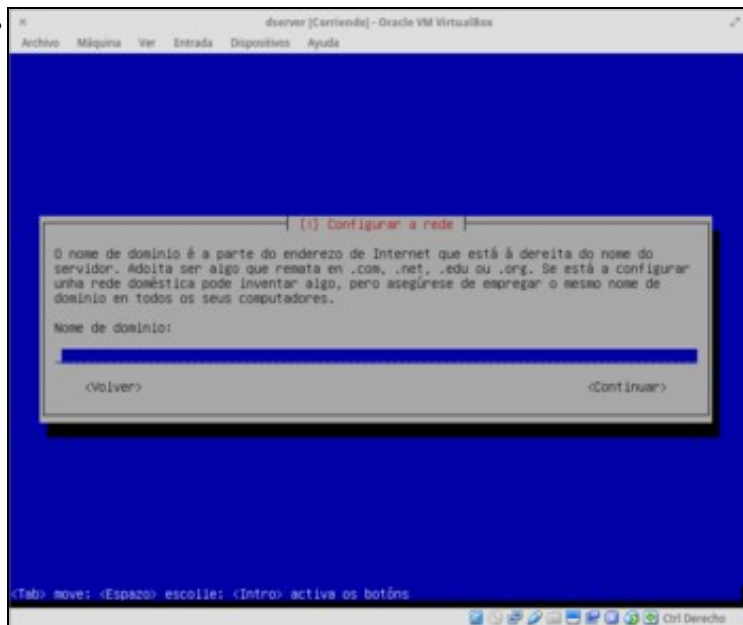 dserver [Corriendo] - Oracle VM VirtualBox
Archivo Máquina Ver Entrada Dispositivos Ayuda
[!] Configurar a rede
O nome de dominio é a parte do enderezo de Internet que está á dereita do nome do
servidor. Adoita ser algo que remata en .com, .net, .edu ou .org. Se está a configurar
unha rede doméstica pode inventar algo, pero asegúrese de empregar o mesmo nome de
dominio en todos os seus computadores.
Nome de dominio:
<Volver> <Continuar>
<Tab> move; <Espazo> escolle; <Intro> activa os botóns
Ctrl Derecho